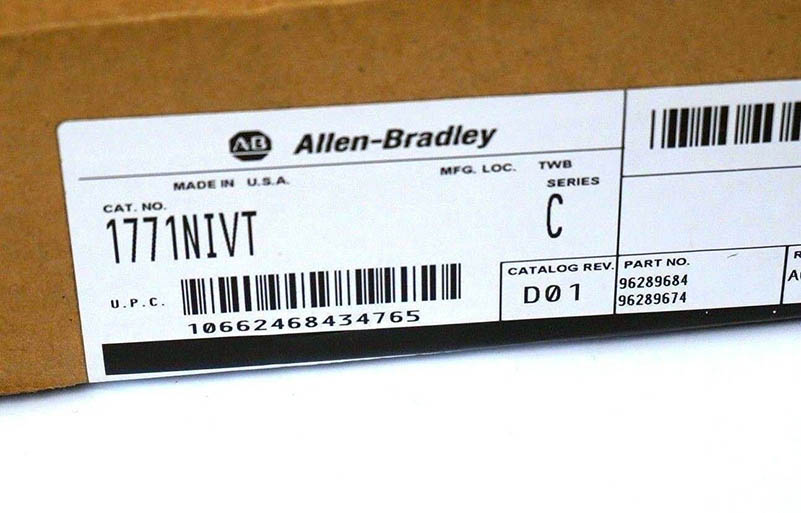 AB Allen-Bradley
MADE IN U.S.A.
MFG. LOC. TWB
CAT. NO.
SERIES
1771NIVT
C
U.P.C.
10662468434765
CATALOG REV.
D01
PART NO.
96289684
96289674